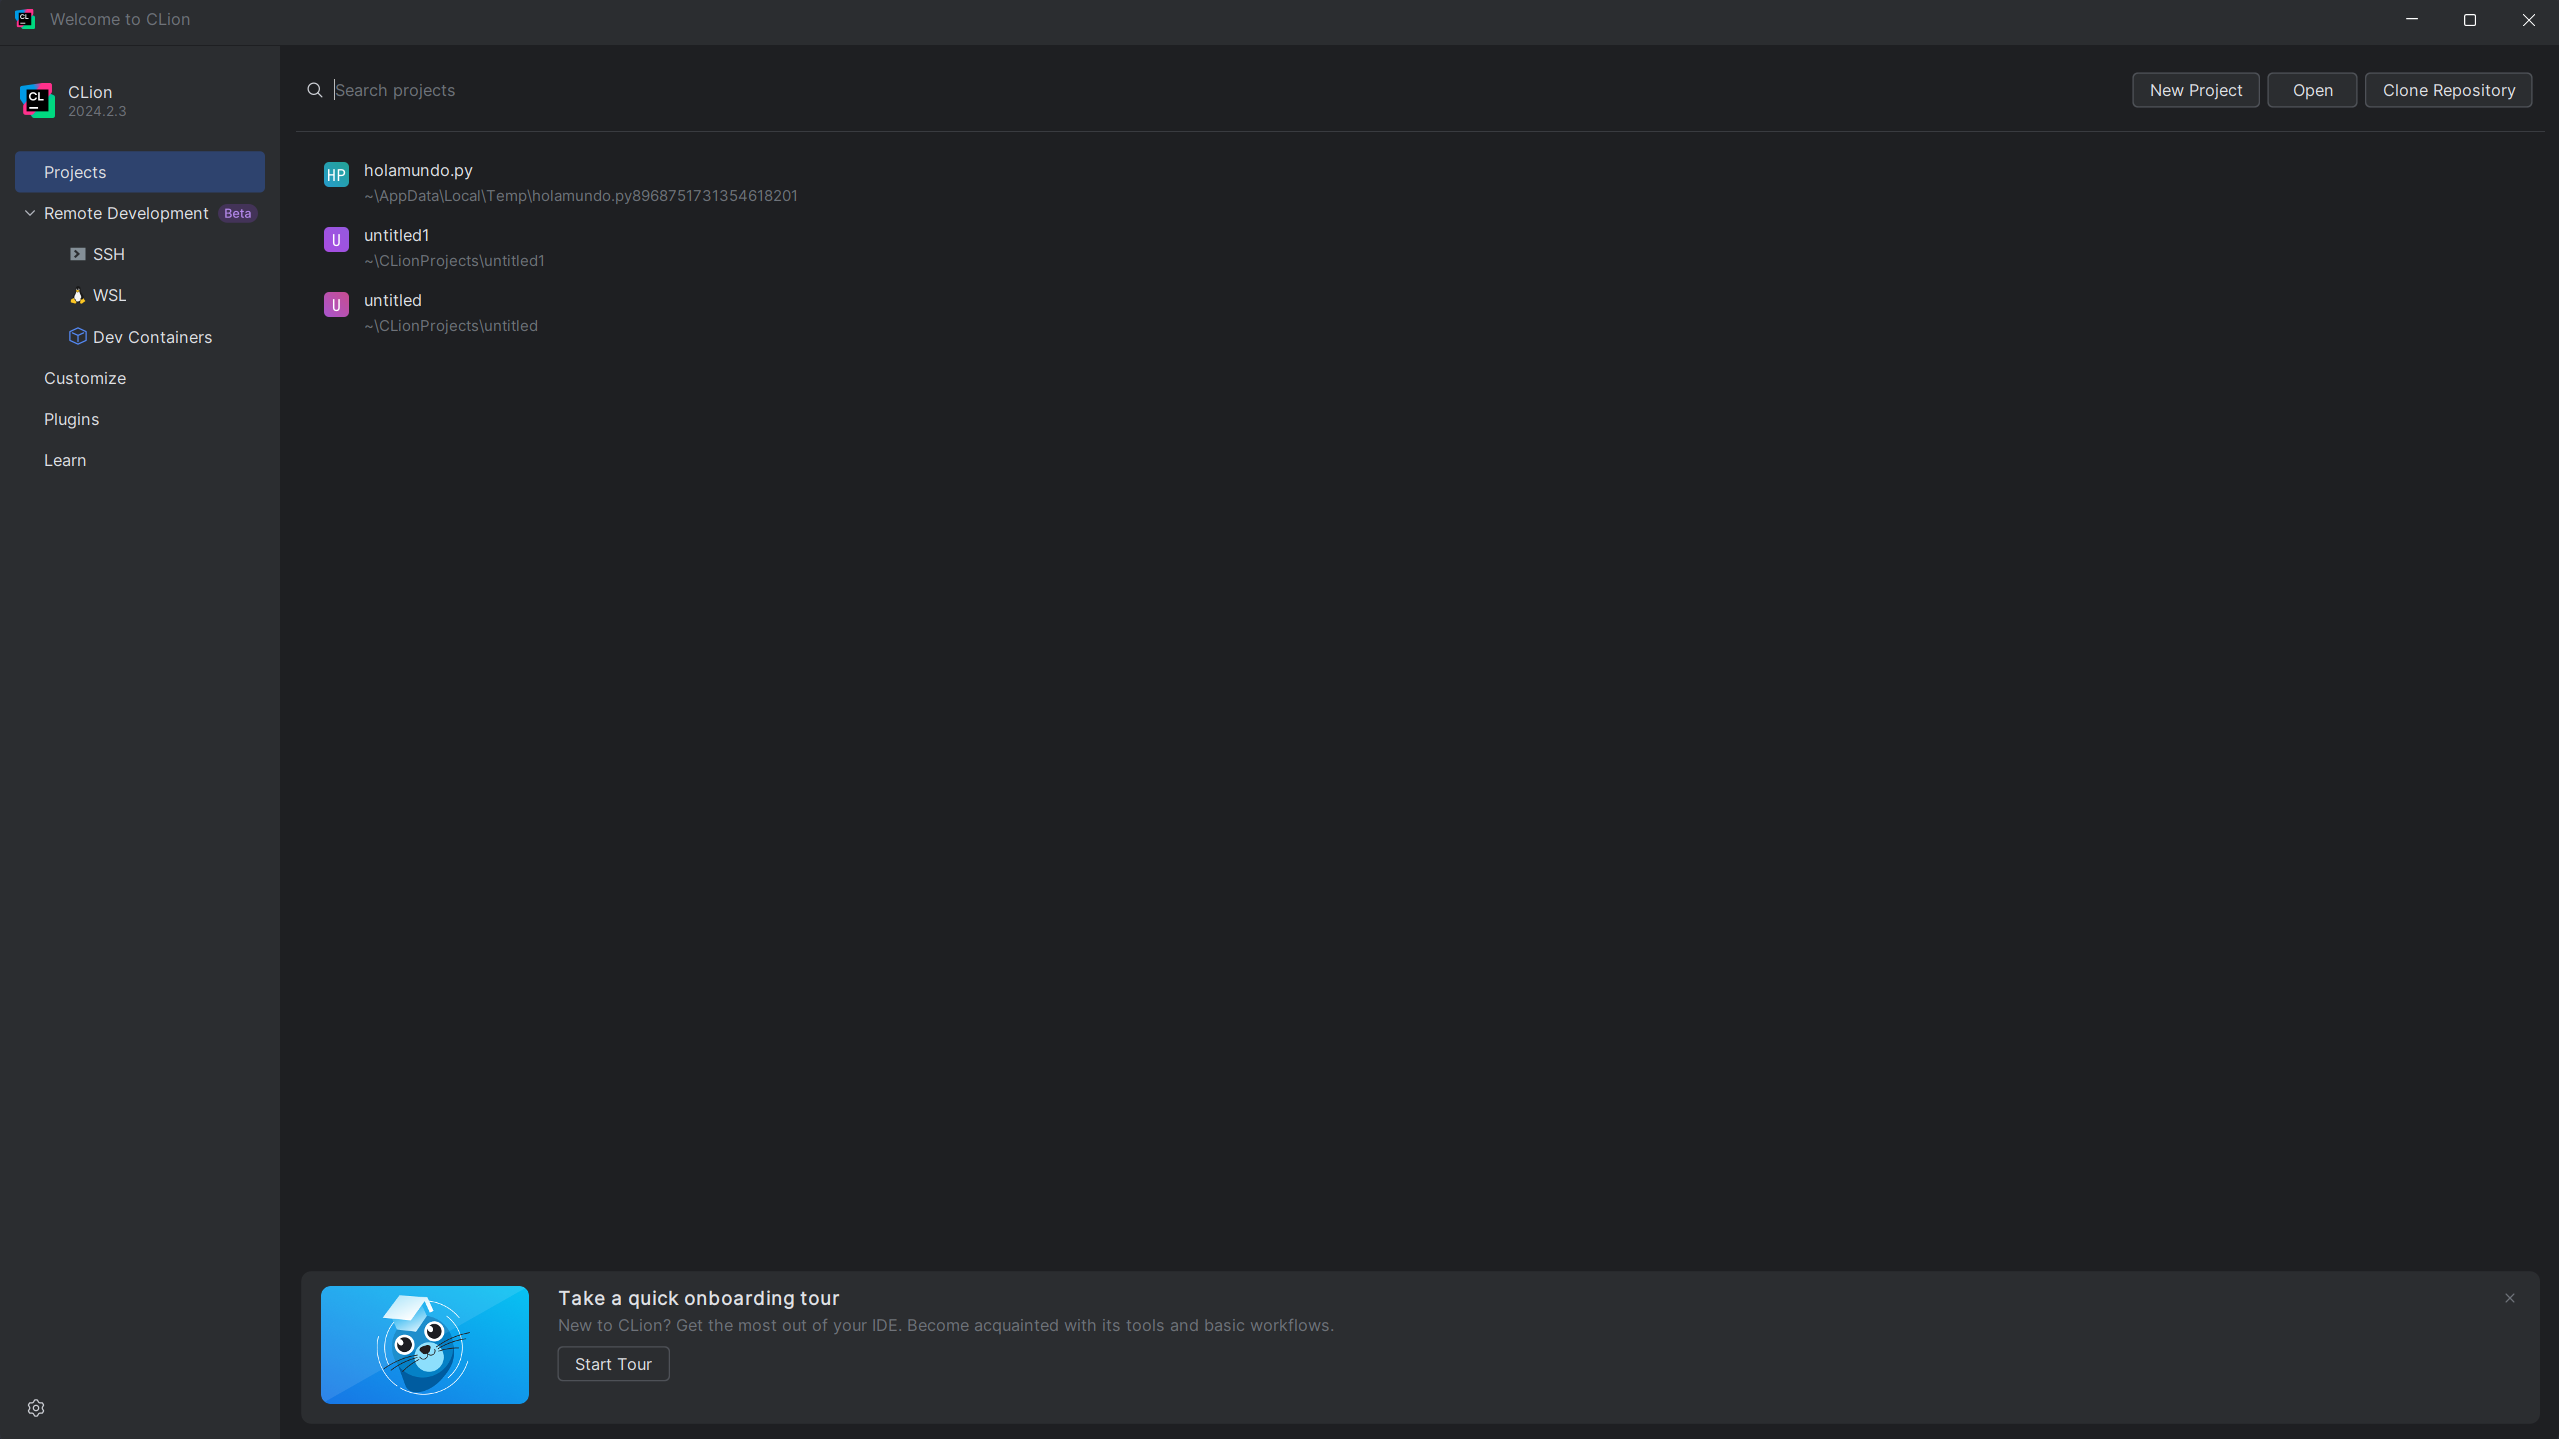 Welcome to CLion
CL
CLion
2024.2.3
Search projects
New Project
Open
Clone Repository
Projects
Remote Development Beta
SSH
WSL
Dev Containers
Customize
Plugins
Learn
HP
holamundo.py
~\AppData\Local\Temp\holamundo.py8968751731354618201
U
untitled1
~\CLionProjects\untitled1
U
untitled
~\CLionProjects\untitled
Take a quick onboarding tour
New to CLion? Get the most out of your IDE. Become acquainted with its tools and basic workflows.
Start Tour